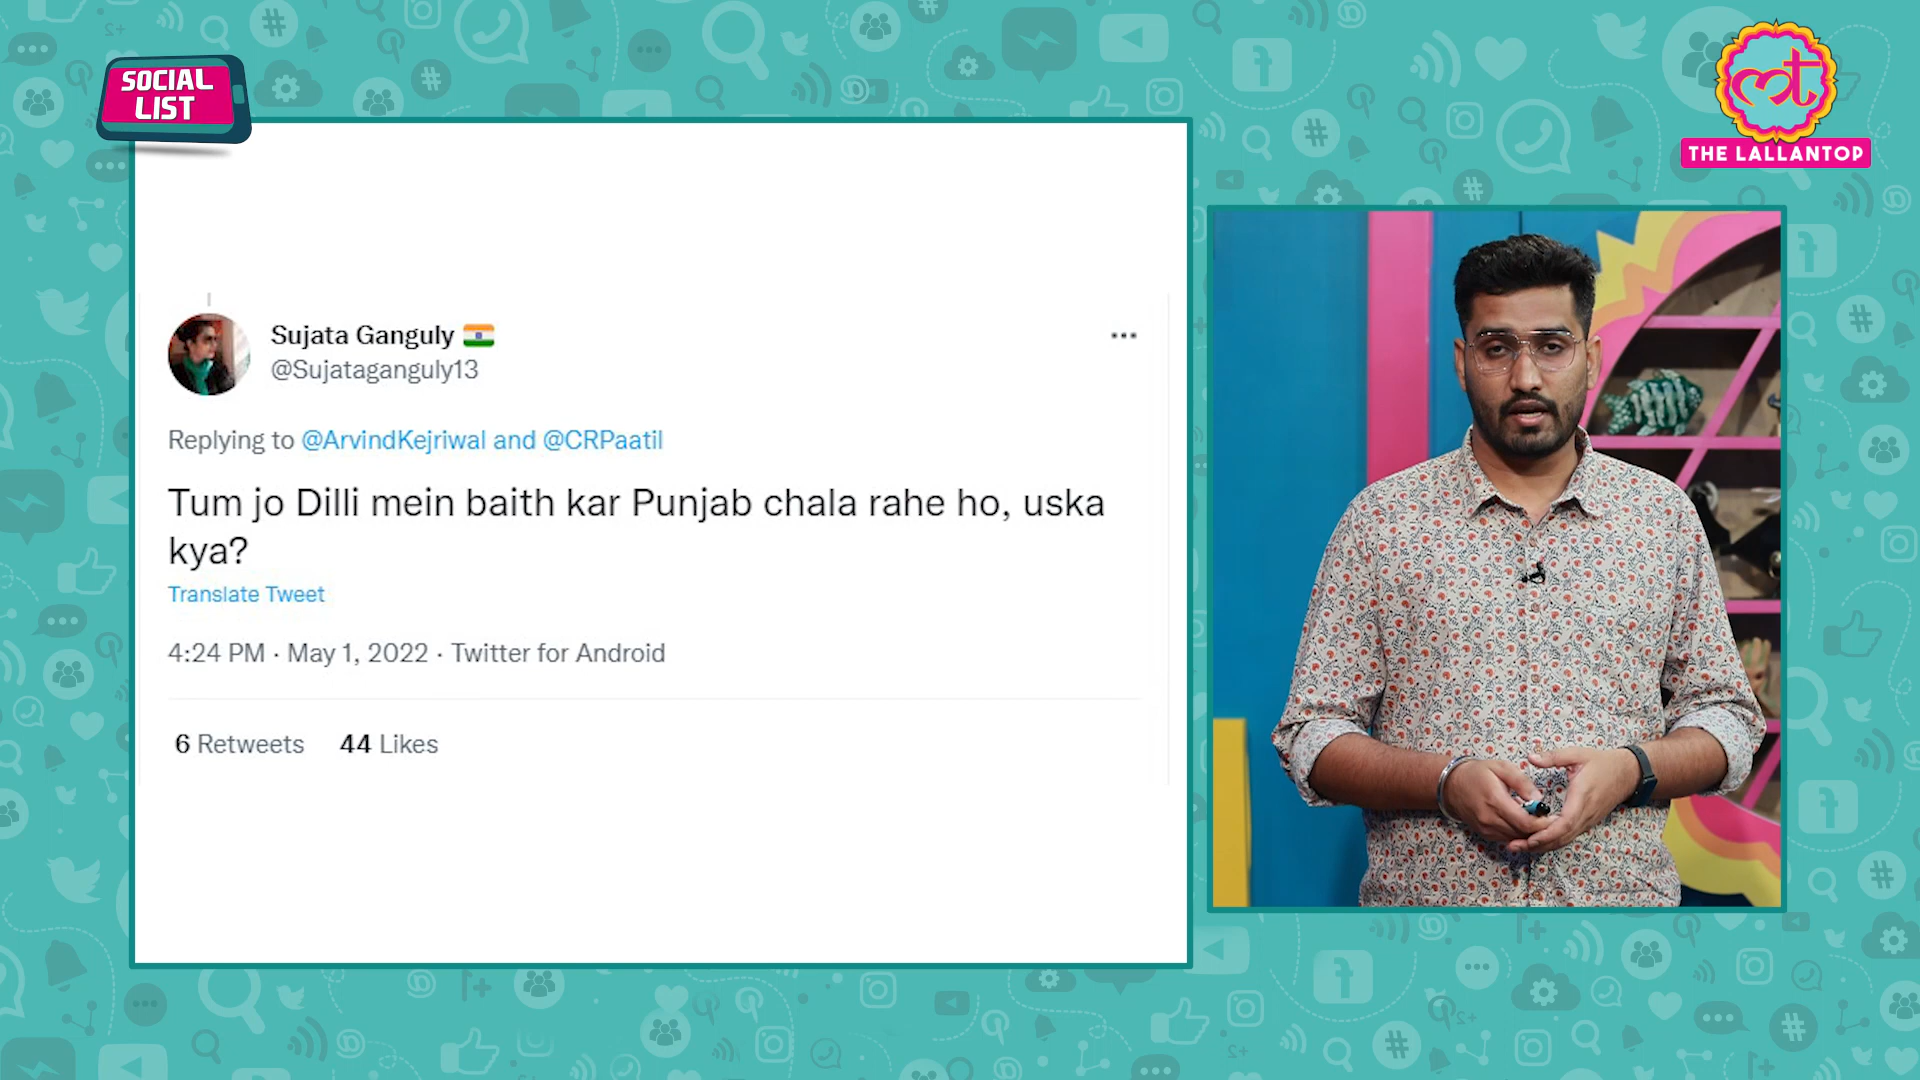 SOCIAL
LIST
THE LALLANTOP
Sujata Ganguly
@Sujataganguly13
Replying to @ArvindKejriwal and @CRPaatil
Tum jo Dilli mein baith kar Punjab chala rahe ho, uska
kya?
Translate Tweet
4:24 PM · May 1, 2022 · Twitter for Android
6 Retweets 44 Likes